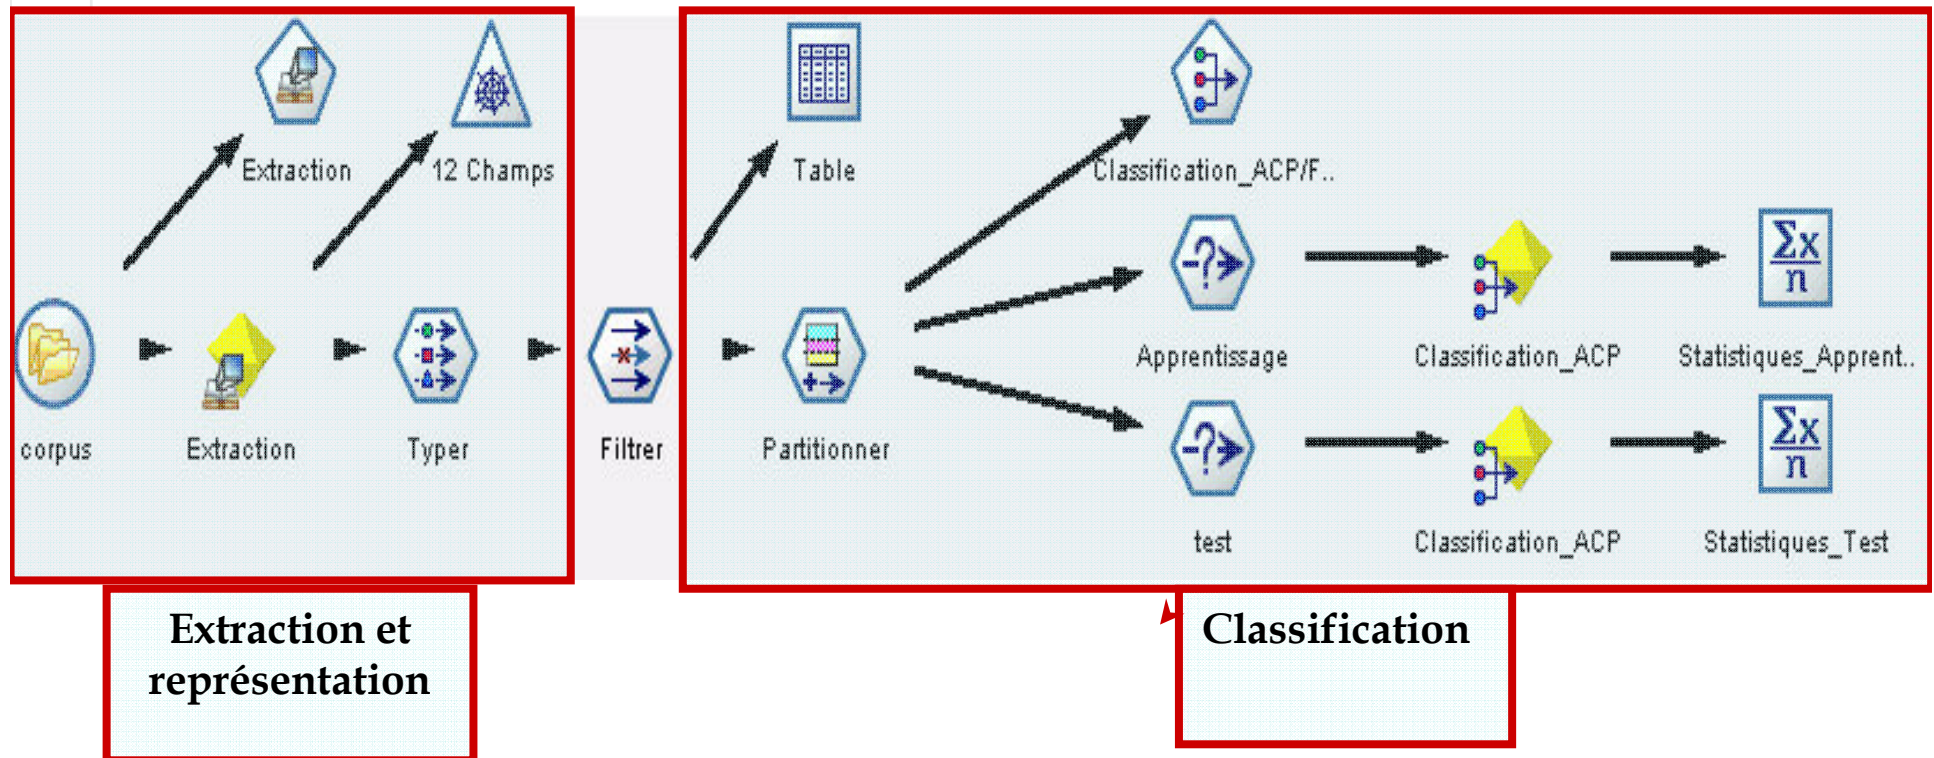 Extraction
12 Champs
Table
Classification_ACP/F..
Σx
n
Apprentissage
Classification_ACP
Statistiques_Apprent..
corpus
Extraction
Typer
Filtrer
Partitionner
Σx
n
test
Classification_ACP
Statistiques_Test
Extraction et
représentation
Classification